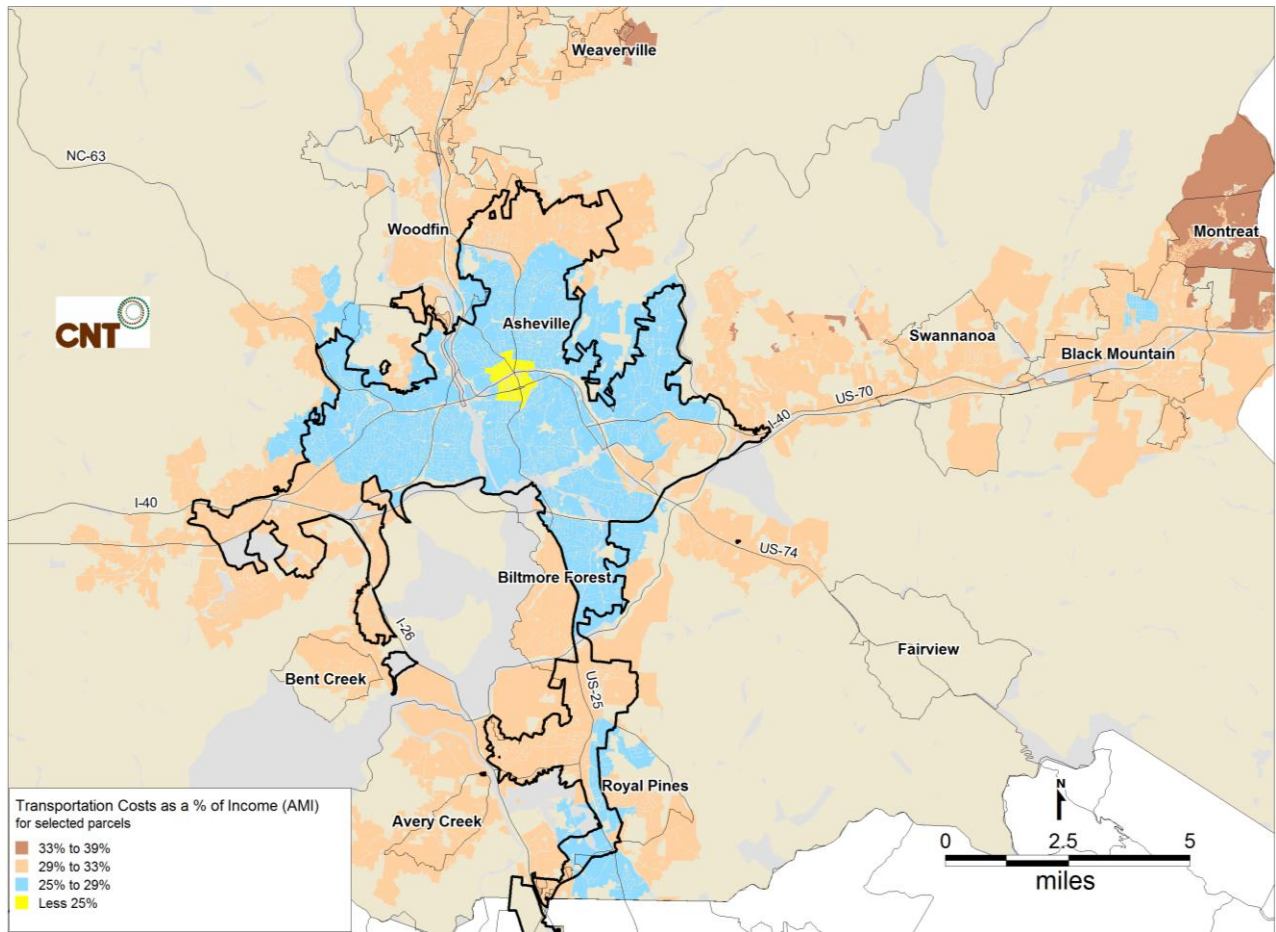 Weaverville
NC-63
Woodfin
Montreat
CNT
Asheville
Swannanoa
Black Mountain
US-70
I-40
I-40
US-74
Biltmore Forest
I-26
Fairview
Bent Creek
US-25
Royal Pines
Avery Creek
N
0 2.5 5
miles
Transportation Costs as a % of Income (AMI)
for selected parcels
33% to 39%
29% to 33%
25% to 29%
Less 25%